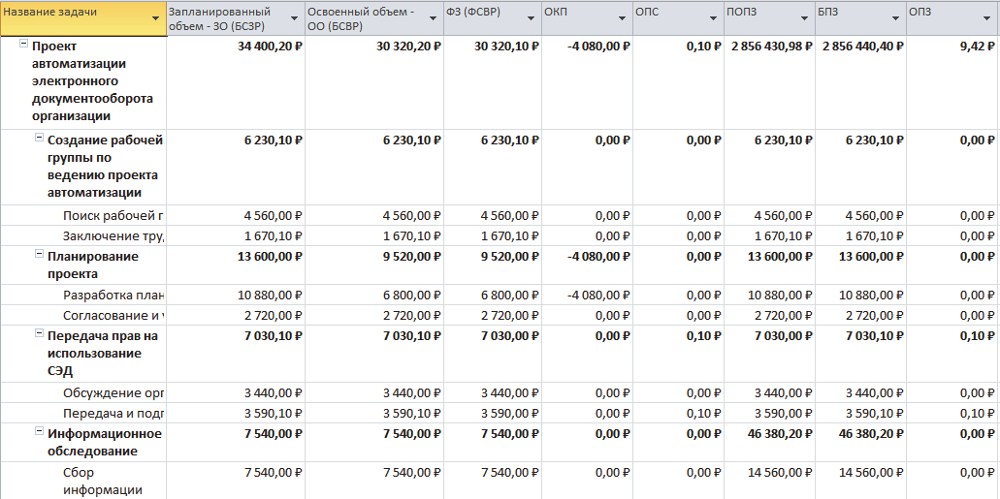 Название задачи Запланированный объем - ЗО (БСЗР) Освоенный объем - ОО (БСВР) ФЗ (ФСВР) ОКП ОПС ПОПЗ БПЗ ОПЗ
Проект 34 400,20 ₽ 30 320,20 ₽ 30 320,10 ₽ -4 080,00 ₽ 0,10 ₽ 2 856 430,98 ₽ 2 856 440,40 ₽ 9,42 ₽
автоматизации
электронного
документооборота
организации
Создание рабочей 6 230,10 ₽ 6 230,10 ₽ 6 230,10 ₽ 0,00 ₽ 0,00 ₽ 6 230,10 ₽ 6 230,10 ₽ 0,00 ₽
группы по
ведению проекта
автоматизации
Поиск рабочей г 4 560,00 ₽ 4 560,00 ₽ 4 560,00 ₽ 0,00 ₽ 0,00 ₽ 4 560,00 ₽ 4 560,00 ₽ 0,00 ₽
Заключение тру 1 670,10 ₽ 1 670,10 ₽ 1 670,10 ₽ 0,00 ₽ 0,00 ₽ 1 670,10 ₽ 1 670,10 ₽ 0,00 ₽
Планирование 13 600,00 ₽ 9 520,00 ₽ 9 520,00 ₽ -4 080,00 ₽ 0,00 ₽ 13 600,00 ₽ 13 600,00 ₽ 0,00 ₽
проекта
Разработка план 10 880,00 ₽ 6 800,00 ₽ 6 800,00 ₽ -4 080,00 ₽ 0,00 ₽ 10 880,00 ₽ 10 880,00 ₽ 0,00 ₽
Согласование и 2 720,00 ₽ 2 720,00 ₽ 2 720,00 ₽ 0,00 ₽ 0,00 ₽ 2 720,00 ₽ 2 720,00 ₽ 0,00 ₽
Передача прав на 7 030,10 ₽ 7 030,10 ₽ 7 030,00 ₽ 0,00 ₽ 0,10 ₽ 7 030,00 ₽ 7 030,10 ₽ 0,10 ₽
использование
СЭД
Обсуждение орг 3 440,00 ₽ 3 440,00 ₽ 3 440,00 ₽ 0,00 ₽ 0,00 ₽ 3 440,00 ₽ 3 440,00 ₽ 0,00 ₽
Передача и подп 3 590,10 ₽ 3 590,10 ₽ 3 590,00 ₽ 0,00 ₽ 0,10 ₽ 3 590,00 ₽ 3 590,10 ₽ 0,10 ₽
Информационное 7 540,00 ₽ 7 540,00 ₽ 7 540,00 ₽ 0,00 ₽ 0,00 ₽ 46 380,20 ₽ 46 380,20 ₽ 0,00 ₽
обследование
Сбор 7 540,00 ₽ 7 540,00 ₽ 7 540,00 ₽ 0,00 ₽ 0,00 ₽ 14 560,00 ₽ 14 560,00 ₽ 0,00 ₽
информации